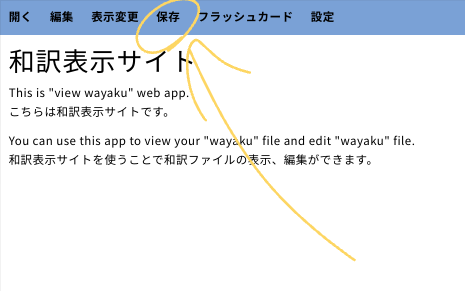 開く 編集 表示変更 保存 フラッシュカード 設定
和訳表示サイト
This is "view wayaku" web app.
こちらは和訳表示サイトです。
You can use this app to view your "wayaku" file and edit "wayaku" file.
和訳表示サイトを使うことで和訳ファイルの表示、編集ができます。